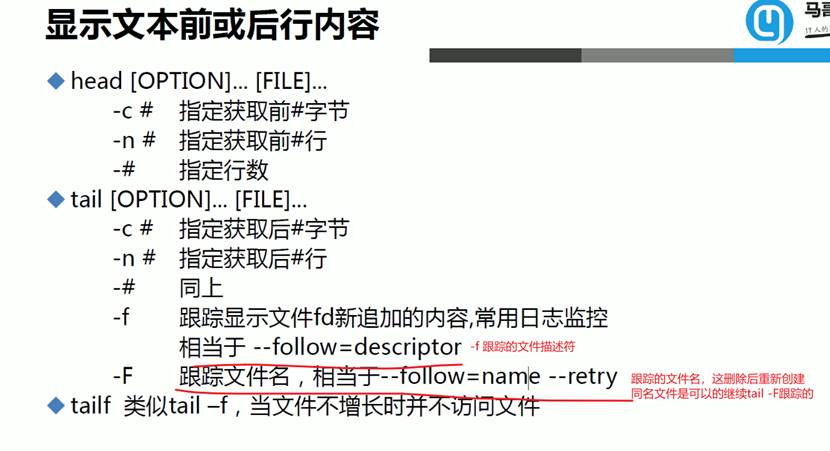 显示文本前或后行内容
马哥
IT人的
◆ head [OPTION]... [FILE]...
-c # 指定获取前#字节
-n # 指定获取前#行
-# 指定行数
◆ tail [OPTION]... [FILE]...
-c # 指定获取后#字节
-n # 指定获取后#行
-# 同上
-f 跟踪显示文件fd新追加的内容,常用日志监控
相当于 --follow=descriptor -f 跟踪的文件描述符
-F 跟踪文件名，相当于--follow=name --retry
跟踪的文件名，这删除后重新创建
同名文件是可以的继续tail -F跟踪的
◆ tailf 类似tail –f，当文件不增长时并不访问文件